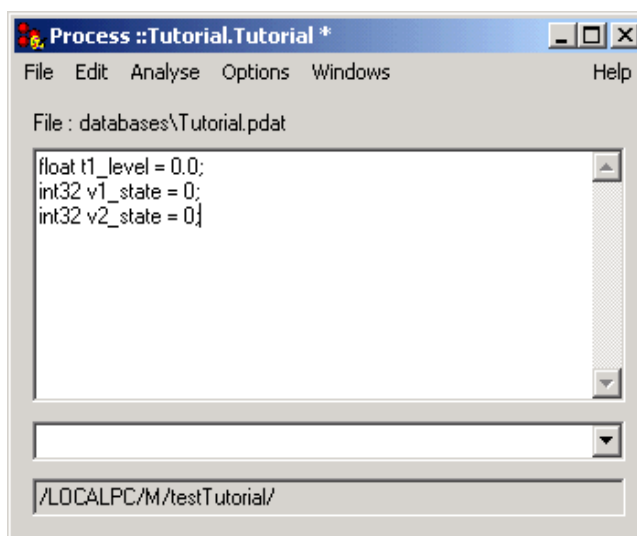 Process ::Tutorial.Tutorial *
File Edit Analyse Options Windows Help
File : databases\Tutorial.pdat
float t1_level = 0.0;
int32 v1_state = 0;
int32 v2_state = 0;
/LOCALPC/M/testTutorial/